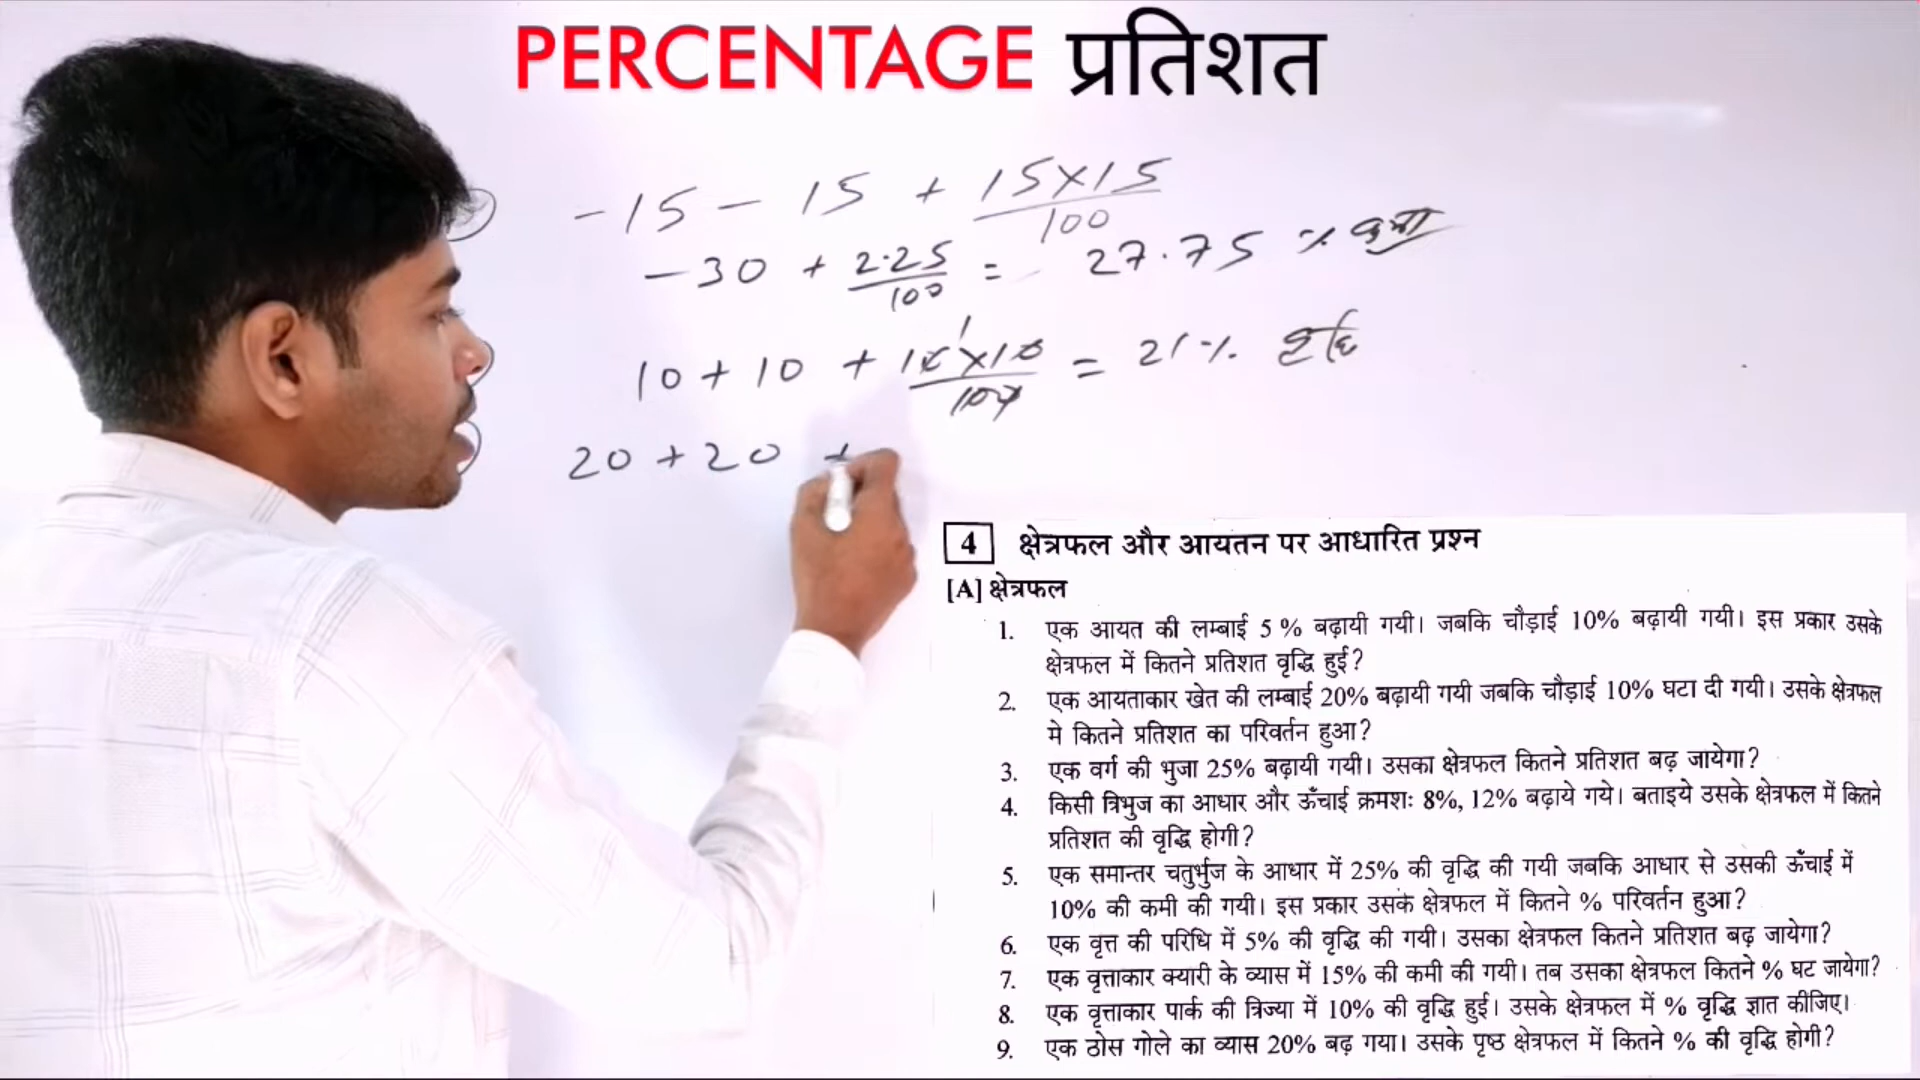 PERCENTAGE प्रतिशत
-15 - 15 + 15×15/100
-30 + 2.25/100 = 27.75 %
10 + 10 + 10×10/100 = 21%
20 + 20 +
4 क्षेत्रफल और आयतन पर आधारित प्रश्न
[A] क्षेत्रफल
1. एक आयत की लम्बाई 5 % बढ़ायी गयी। जबकि चौड़ाई 10% बढ़ायी गयी। इस प्रकार उसके
क्षेत्रफल में कितने प्रतिशत वृद्धि हुई?
2. एक आयताकार खेत की लम्बाई 20% बढ़ायी गयी जबकि चौड़ाई 10% घटा दी गयी। उसके क्षेत्रफल
मे कितने प्रतिशत का परिवर्तन हुआ?
3. एक वर्ग की भुजा 25% बढ़ायी गयी। उसका क्षेत्रफल कितने प्रतिशत बढ़ जायेगा?
4. किसी त्रिभुज का आधार और ऊँचाई क्रमशः 8%, 12% बढ़ाये गये। बताइये उसके क्षेत्रफल में कितने
प्रतिशत की वृद्धि होगी?
5. एक समान्तर चतुर्भुज के आधार में 25% की वृद्धि की गयी जबकि आधार से उसकी ऊँचाई में
10% की कमी की गयी। इस प्रकार उसके क्षेत्रफल में कितने % परिवर्तन हुआ?
6. एक वृत्त की परिधि में 5% की वृद्धि की गयी। उसका क्षेत्रफल कितने प्रतिशत बढ़ जायेगा?
7. एक वृत्ताकार क्यारी के व्यास में 15% की कमी की गयी। तब उसका क्षेत्रफल कितने % घट जायेगा?
8. एक वृत्ताकार पार्क की त्रिज्या में 10% की वृद्धि हुई। उसके क्षेत्रफल में % वृद्धि ज्ञात कीजिए।
9. एक ठोस गोले का व्यास 20% बढ़ गया। उसके पृष्ठ क्षेत्रफल में कितने % की वृद्धि होगी?